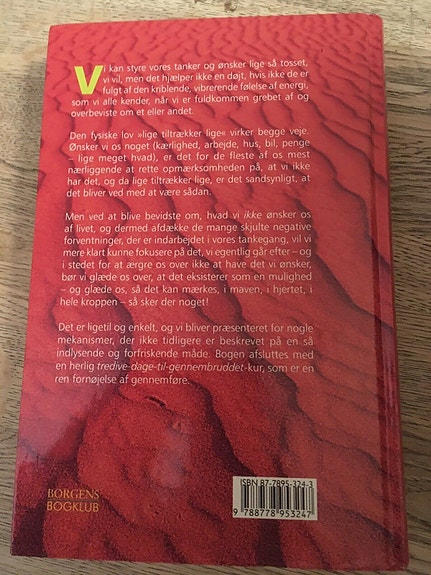 Vi kan styre vores tanker og ønsker lige så tosset,
vi vil, men det hjælper ikke en døjt, hvis ikke de er
fulgt af den kriblende, vibrerende følelse af energi,
som vi alle kender, når vi er fuldkommen grebet af og
overbeviste om et eller andet.
Den fysiske lov »lige tiltrækker lige« virker begge veje.
Ønsker vi os noget (kærlighed, arbejde, hus, bil, penge
– lige meget hvad), er det for de fleste af os mest
nærliggende at rette opmærksomheden på, at vi ikke
har det, og da lige tiltrækker lige, er det sandsynligt, at
det bliver ved med at være sådan.
Men ved at blive bevidste om, hvad vi ikke ønsker os
af livet, og dermed afdække de mange skjulte negative
forventninger, der er indarbejdet i vores tankegang, vil vi
mere klart kunne fokusere på det, vi egentlig går efter – og
i stedet for at ærgre os over ikke at have det vi ønsker,
bør vi glæde os over, at det eksisterer som en mulighed
– og glæde os, så det kan mærkes, i maven, i hjertet, i
hele kroppen – så sker der noget!
Det er ligetil og enkelt, og vi bliver præsenteret for nogle
mekanismer, der ikke tidligere er beskrevet på en så
indlysende og forfriskende måde. Bogen afsluttes med
en herlig tredive-dage-til-gennembruddet-kur, som er en
ren fornøjelse af gennemføre.
ISBN 87-7895-324-3
9 788778 953247
BORGENS
BOGKLUB